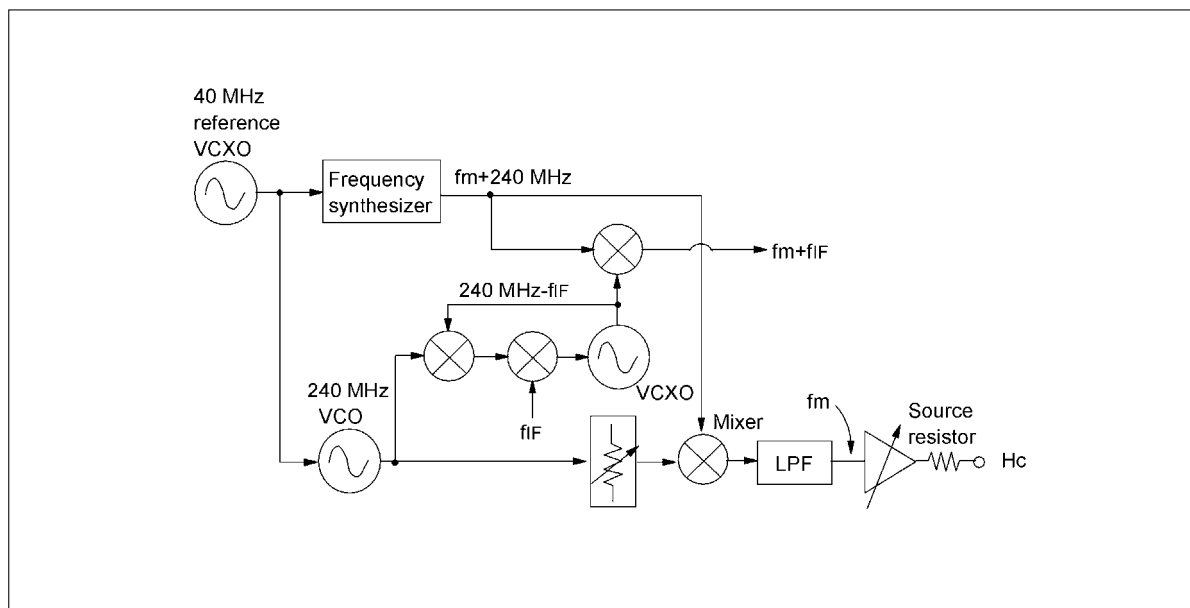 40 MHz
reference
VCXO
Frequency
synthesizer
fm+240 MHz
fm+fIF
240 MHz-fIF
VCXO
240 MHz
VCO
fIF
Mixer
fm
Source
resistor
LPF
Hc